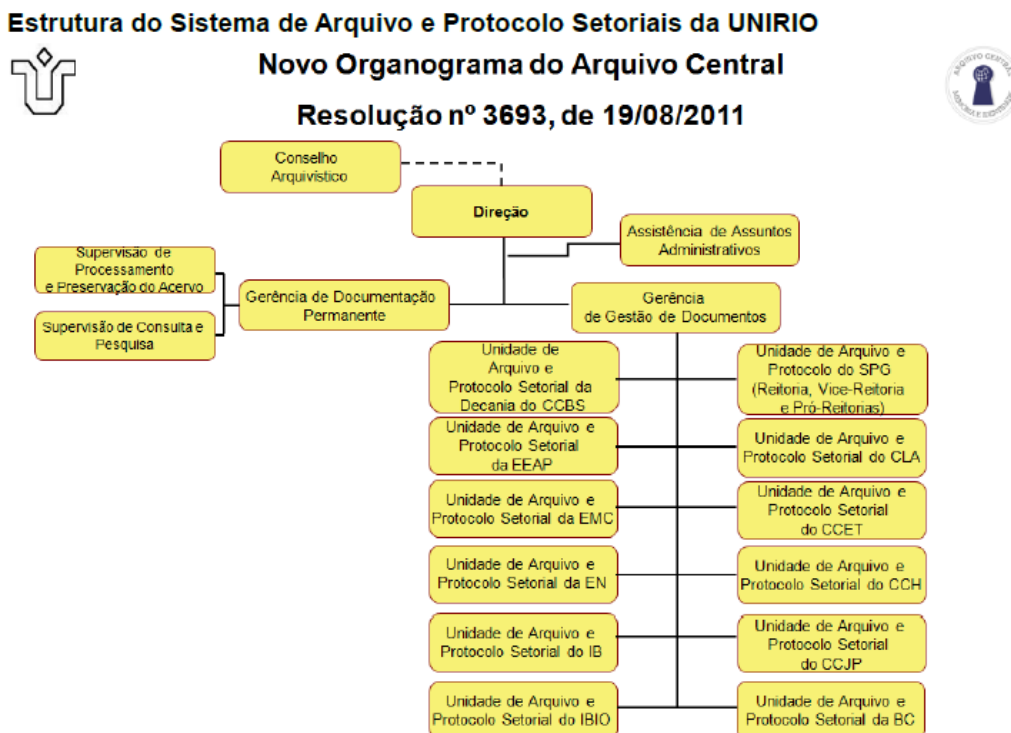 Estrutura do Sistema de Arquivo e Protocolo Setoriais da UNIRIO
Novo Organograma do Arquivo Central
Resolução nº 3693, de 19/08/2011
ARQUIVO CENTRAL
MEMÓRIA E IDENTIDADE
Conselho
Arquivístico
Direção
Assistência de Assuntos
Administrativos
Supervisão de
Processamento
e Preservação do Acervo
Supervisão de Consulta e
Pesquisa
Gerência de Documentação
Permanente
Gerência
de Gestão de Documentos
Unidade de
Arquivo e
Protocolo Setorial da
Decania do CCBS
Unidade de Arquivo e
Protocolo do SPG
(Reitoria, Vice-Reitoria
e Pró-Reitorias)
Unidade de Arquivo e
Protocolo Setorial
da EEAP
Unidade de Arquivo e
Protocolo Setorial do CLA
Unidade de Arquivo e
Protocolo Setorial da EMC
Unidade de Arquivo e
Protocolo Setorial
do CCET
Unidade de Arquivo e
Protocolo Setorial da EN
Unidade de Arquivo e
Protocolo Setorial do CCH
Unidade de Arquivo e
Protocolo Setorial do IB
Unidade de Arquivo e
Protocolo Setorial
do CCJP
Unidade de Arquivo e
Protocolo Setorial do IBIO
Unidade de Arquivo e
Protocolo Setorial da BC